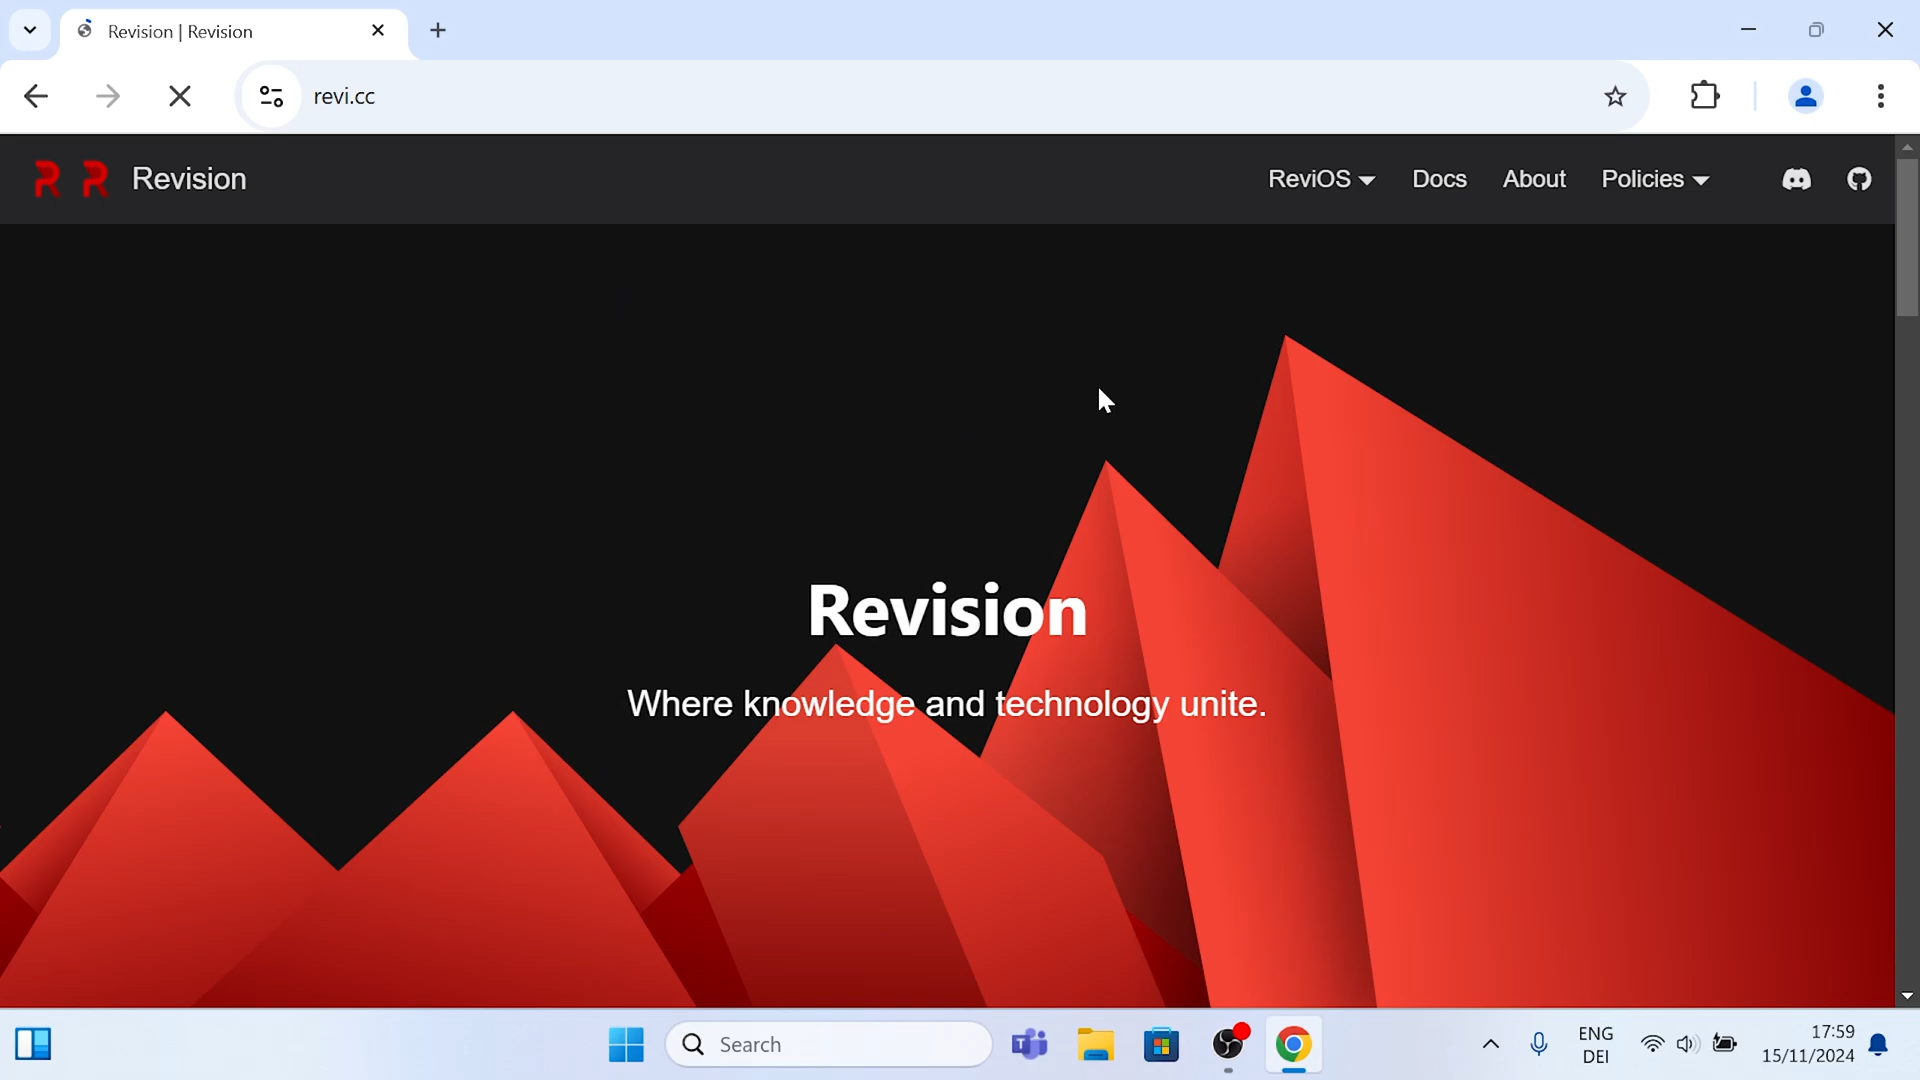 Revision | Revision
revi.cc
Revision
ReviOS
Docs
About
Policies
Revision
Where knowledge and technology unite.
Search
ENG
DEI
17:59
15/11/2024